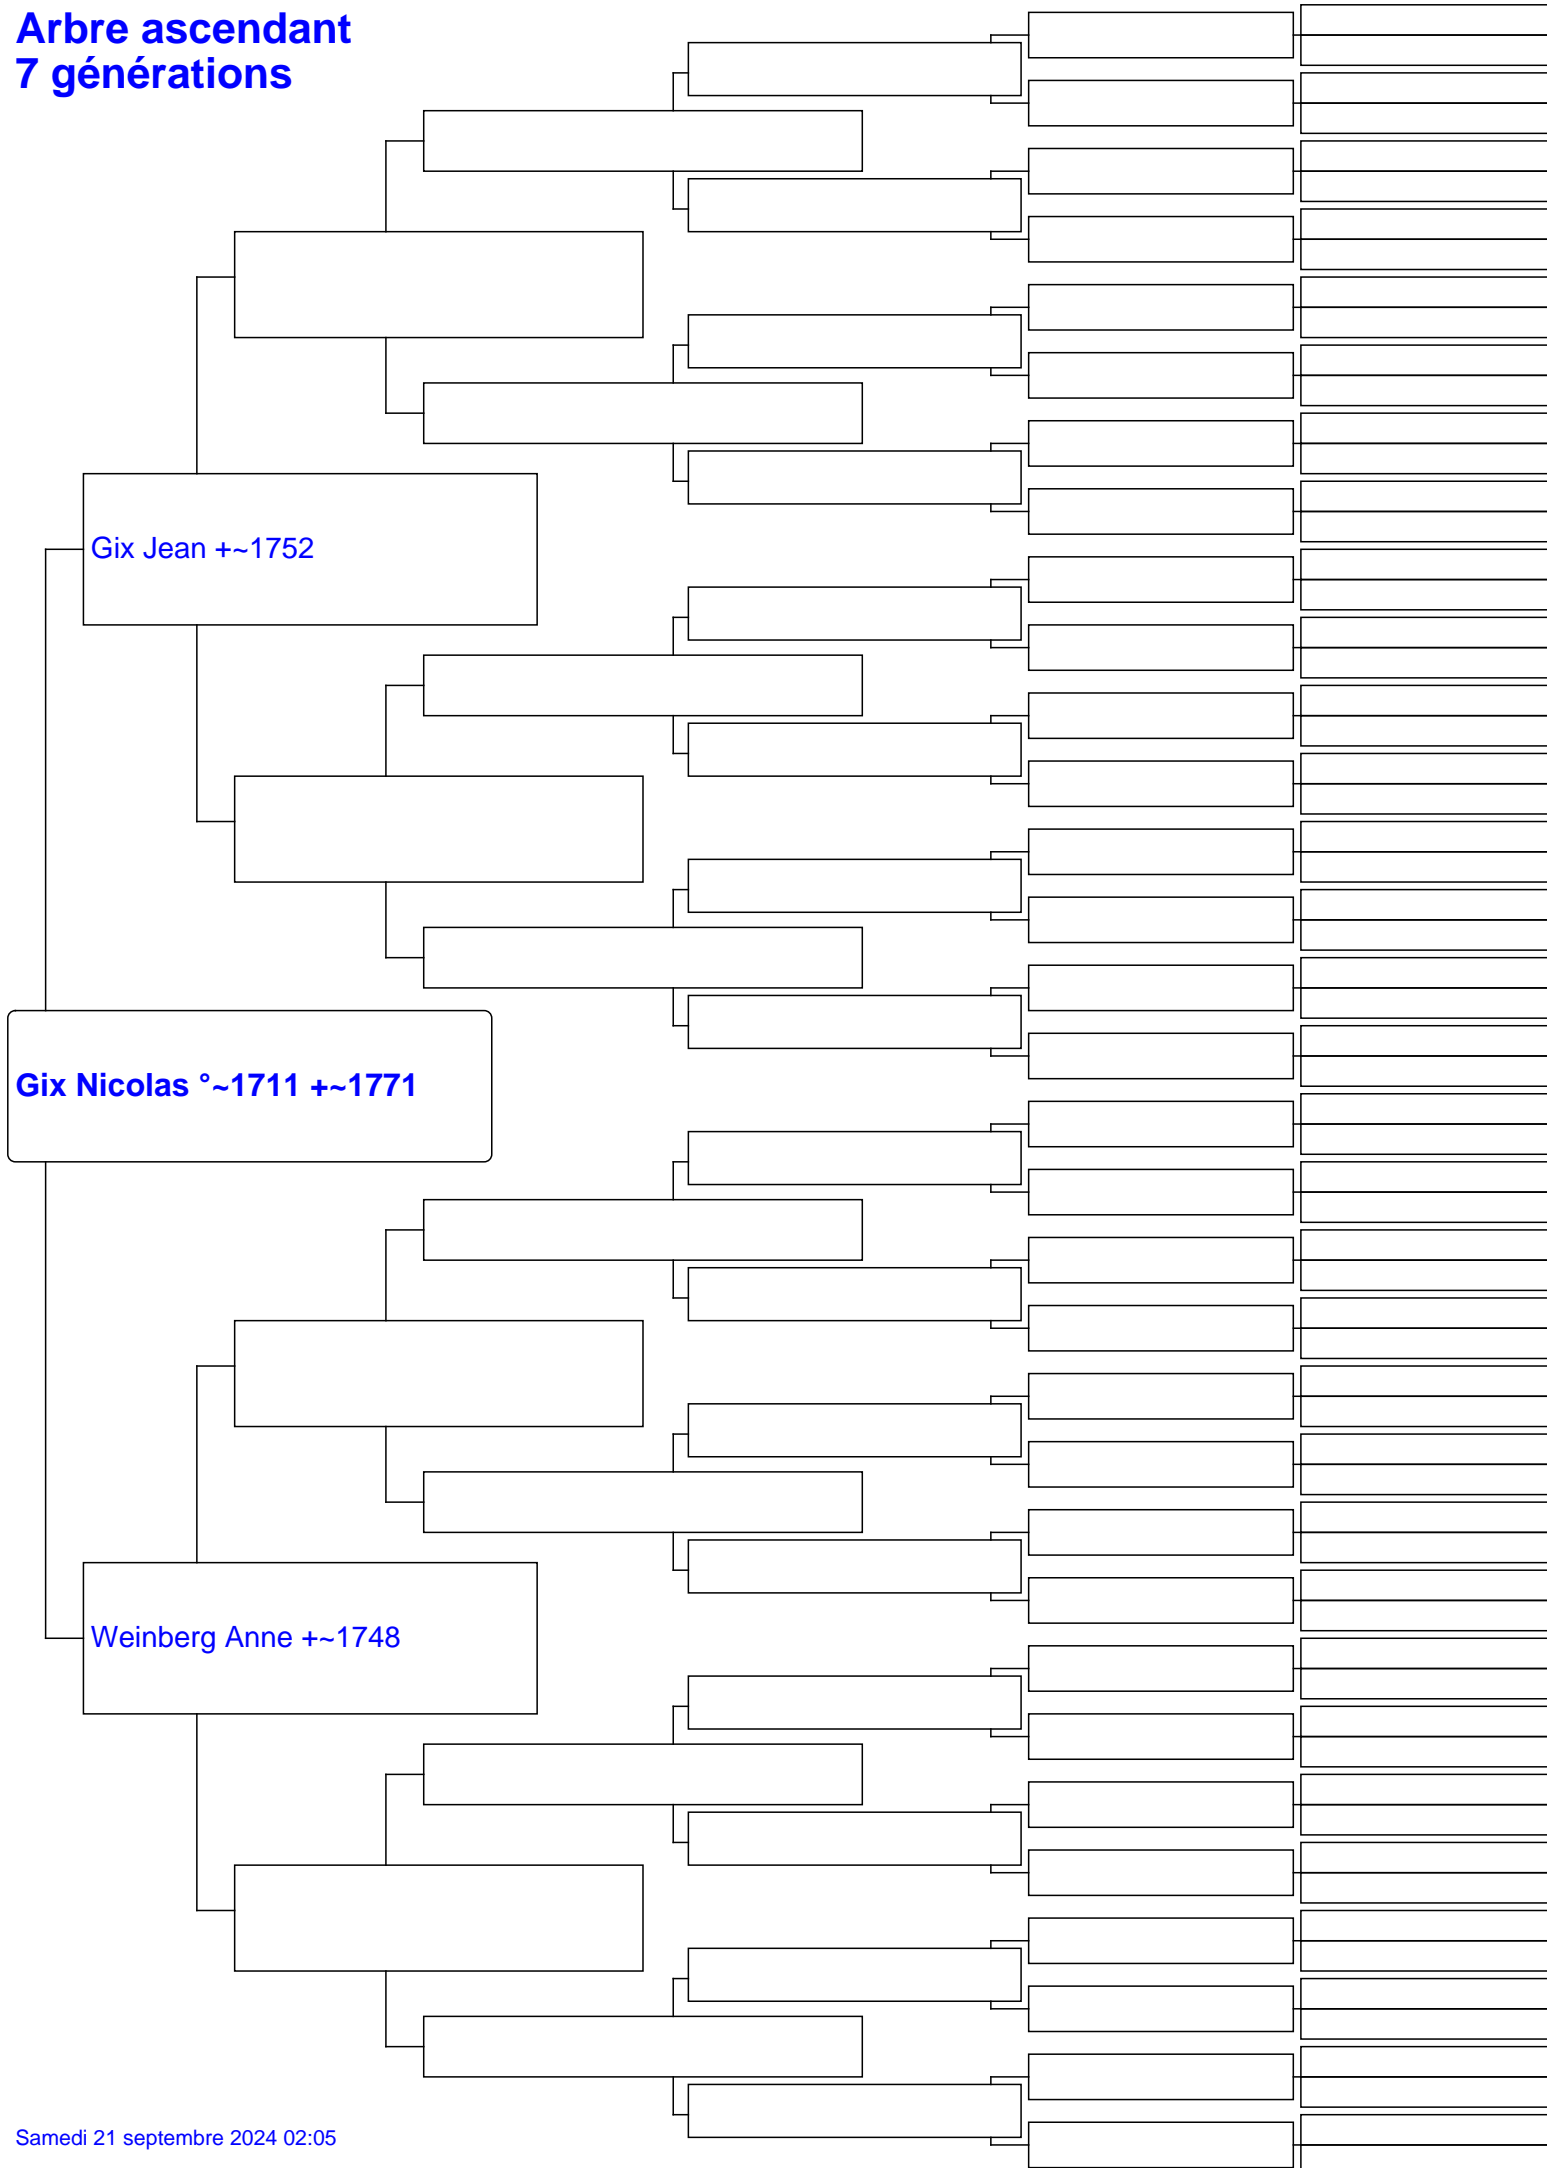 Arbre ascendant
7 générations
Gix Jean +~1752
Gix Nicolas °~1711 +~1771
Weinberg Anne +~1748
Samedi 21 septembre 2024 02:05